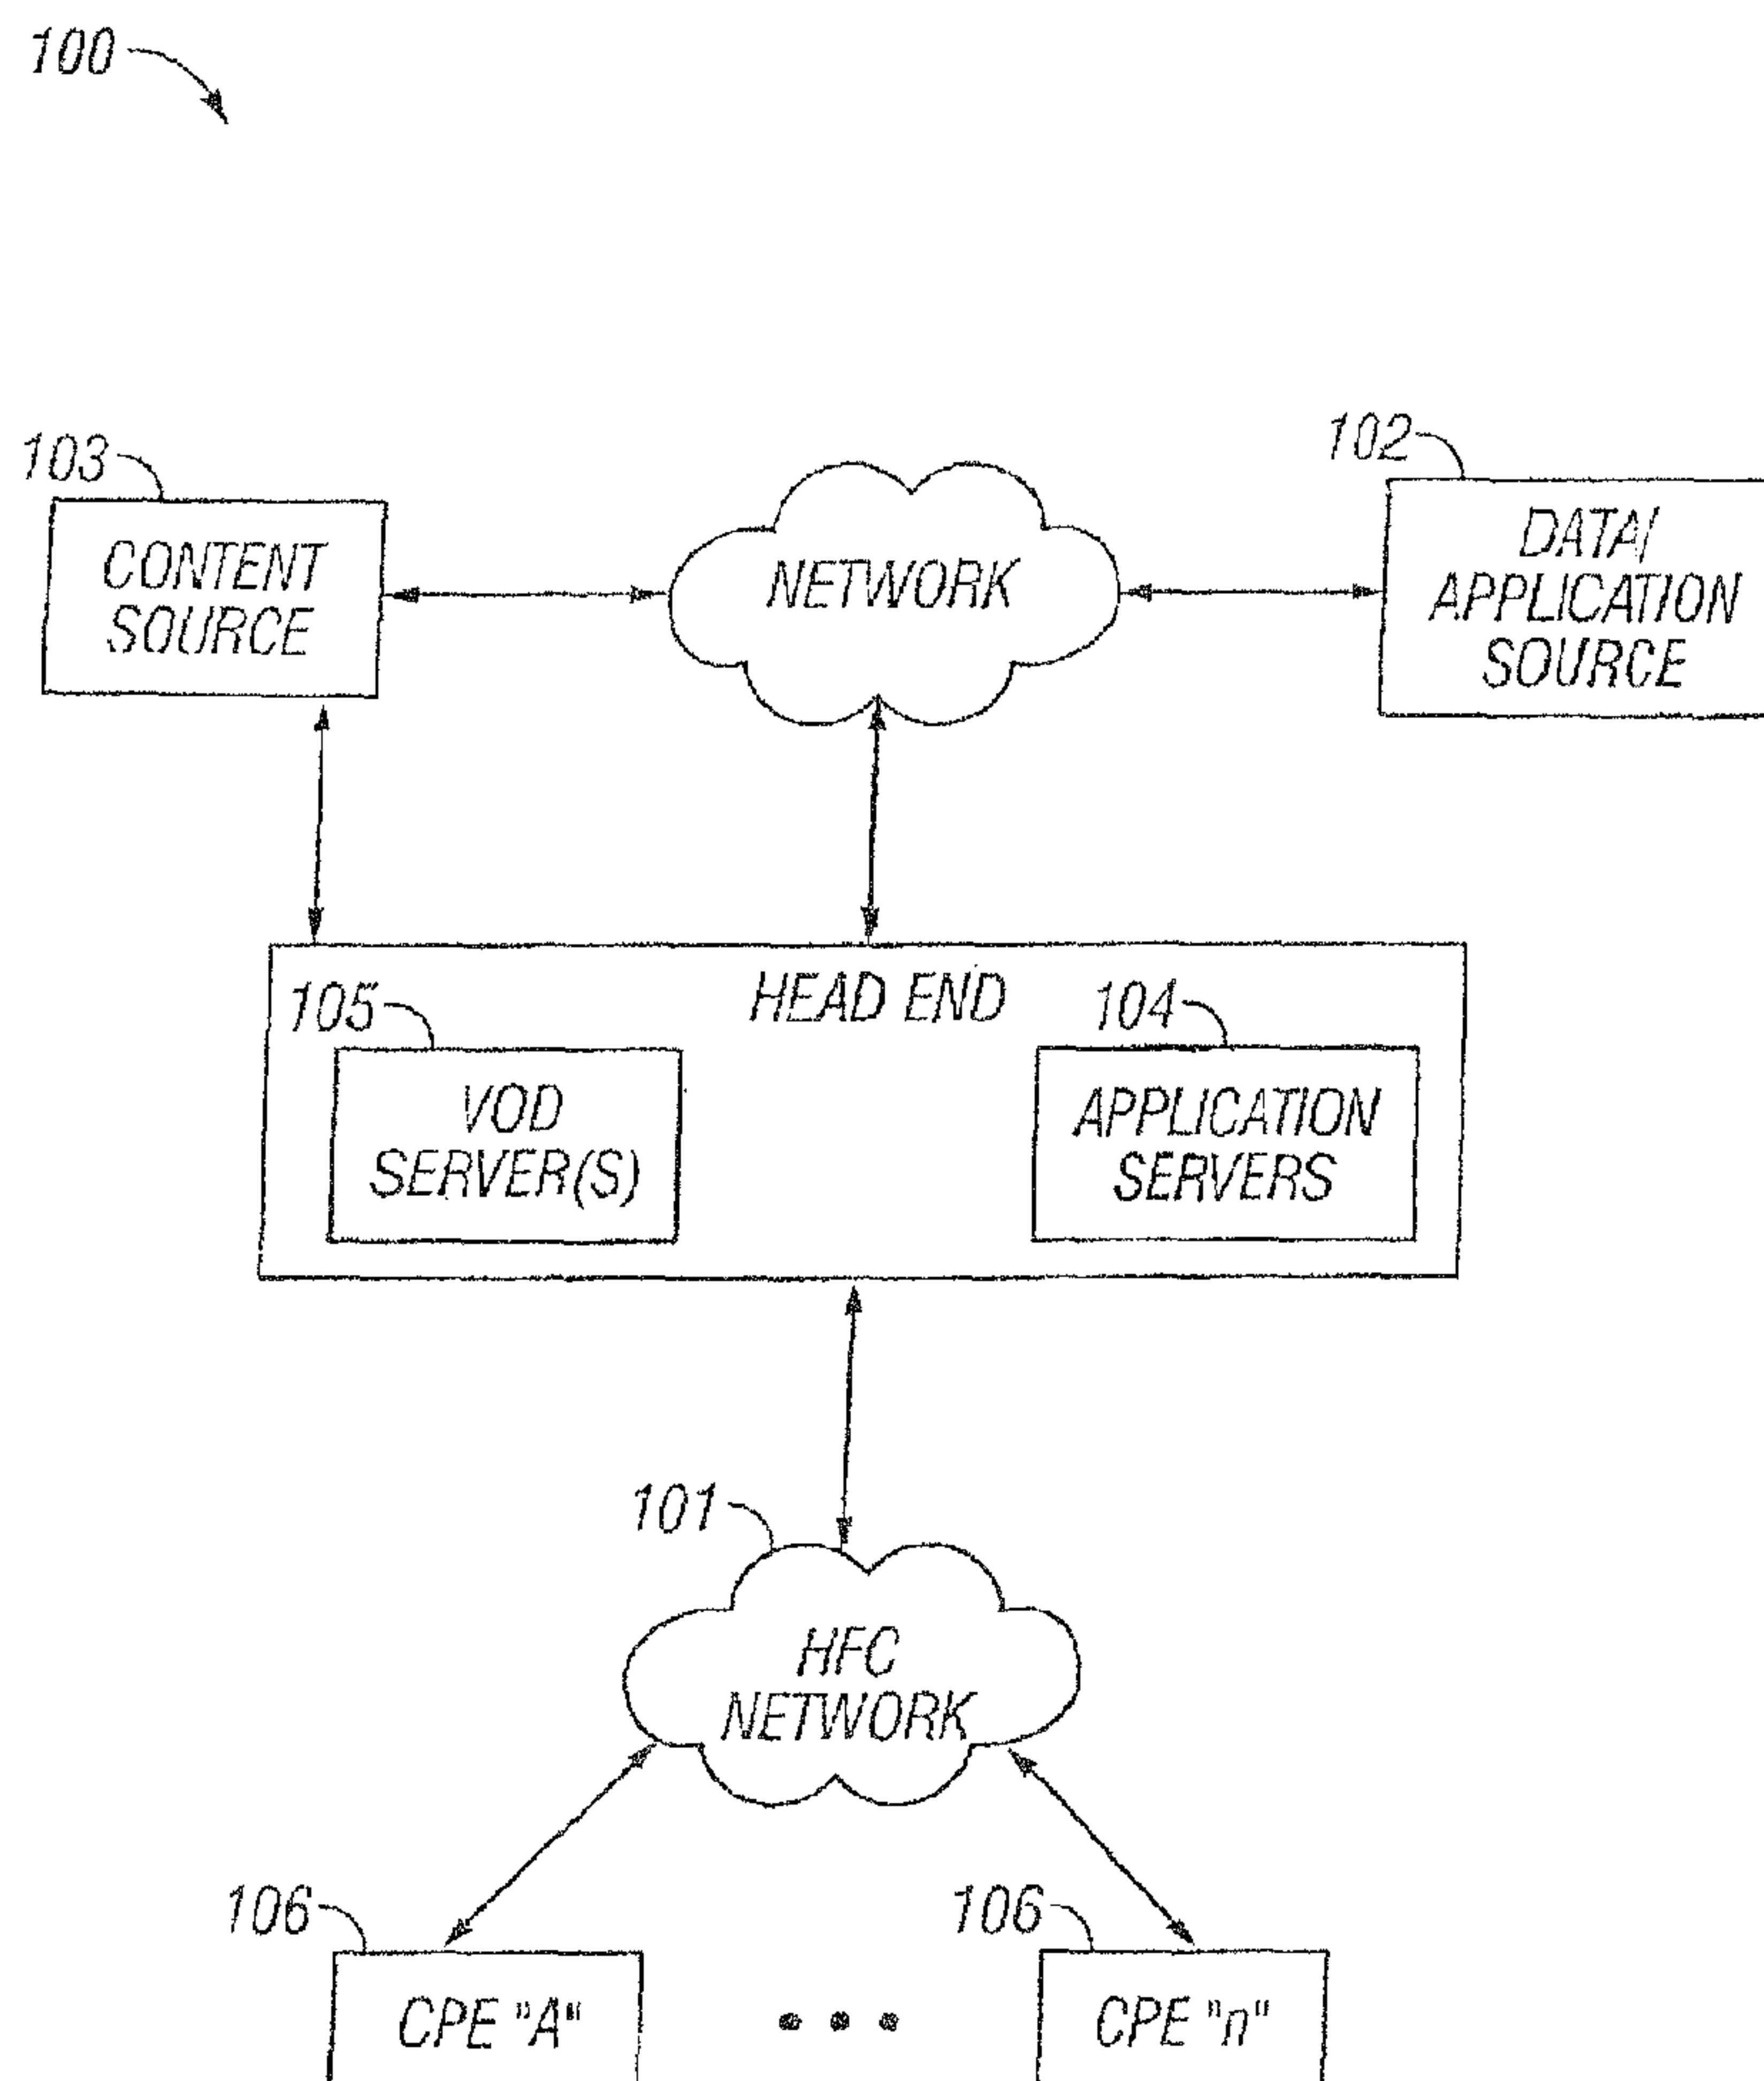 100
103
102
CONTENT
SOURCE
NETWORK
DATA/
APPLICATION
SOURCE
HEAD END
105
104
VOD
SERVER(S)
APPLICATION
SERVERS
101
HFC
NETWORK
106
106
CPE "A"
• • •
CPE "n"